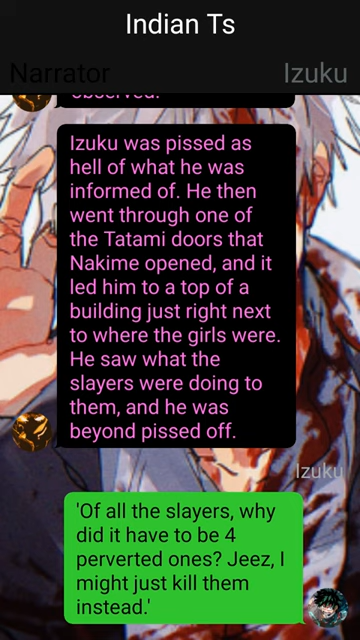 Indian Ts
Narrator
Izuku
observed.
Izuku was pissed as
hell of what he was
informed of. He then
went through one of
the Tatami doors that
Nakime opened, and it
led him to a top of a
building just right next
to where the girls were.
He saw what the
slayers were doing to
them, and he was
beyond pissed off.
Izuku
'Of all the slayers, why
did it have to be 4
perverted ones? Jeez, I
might just kill them
instead.'